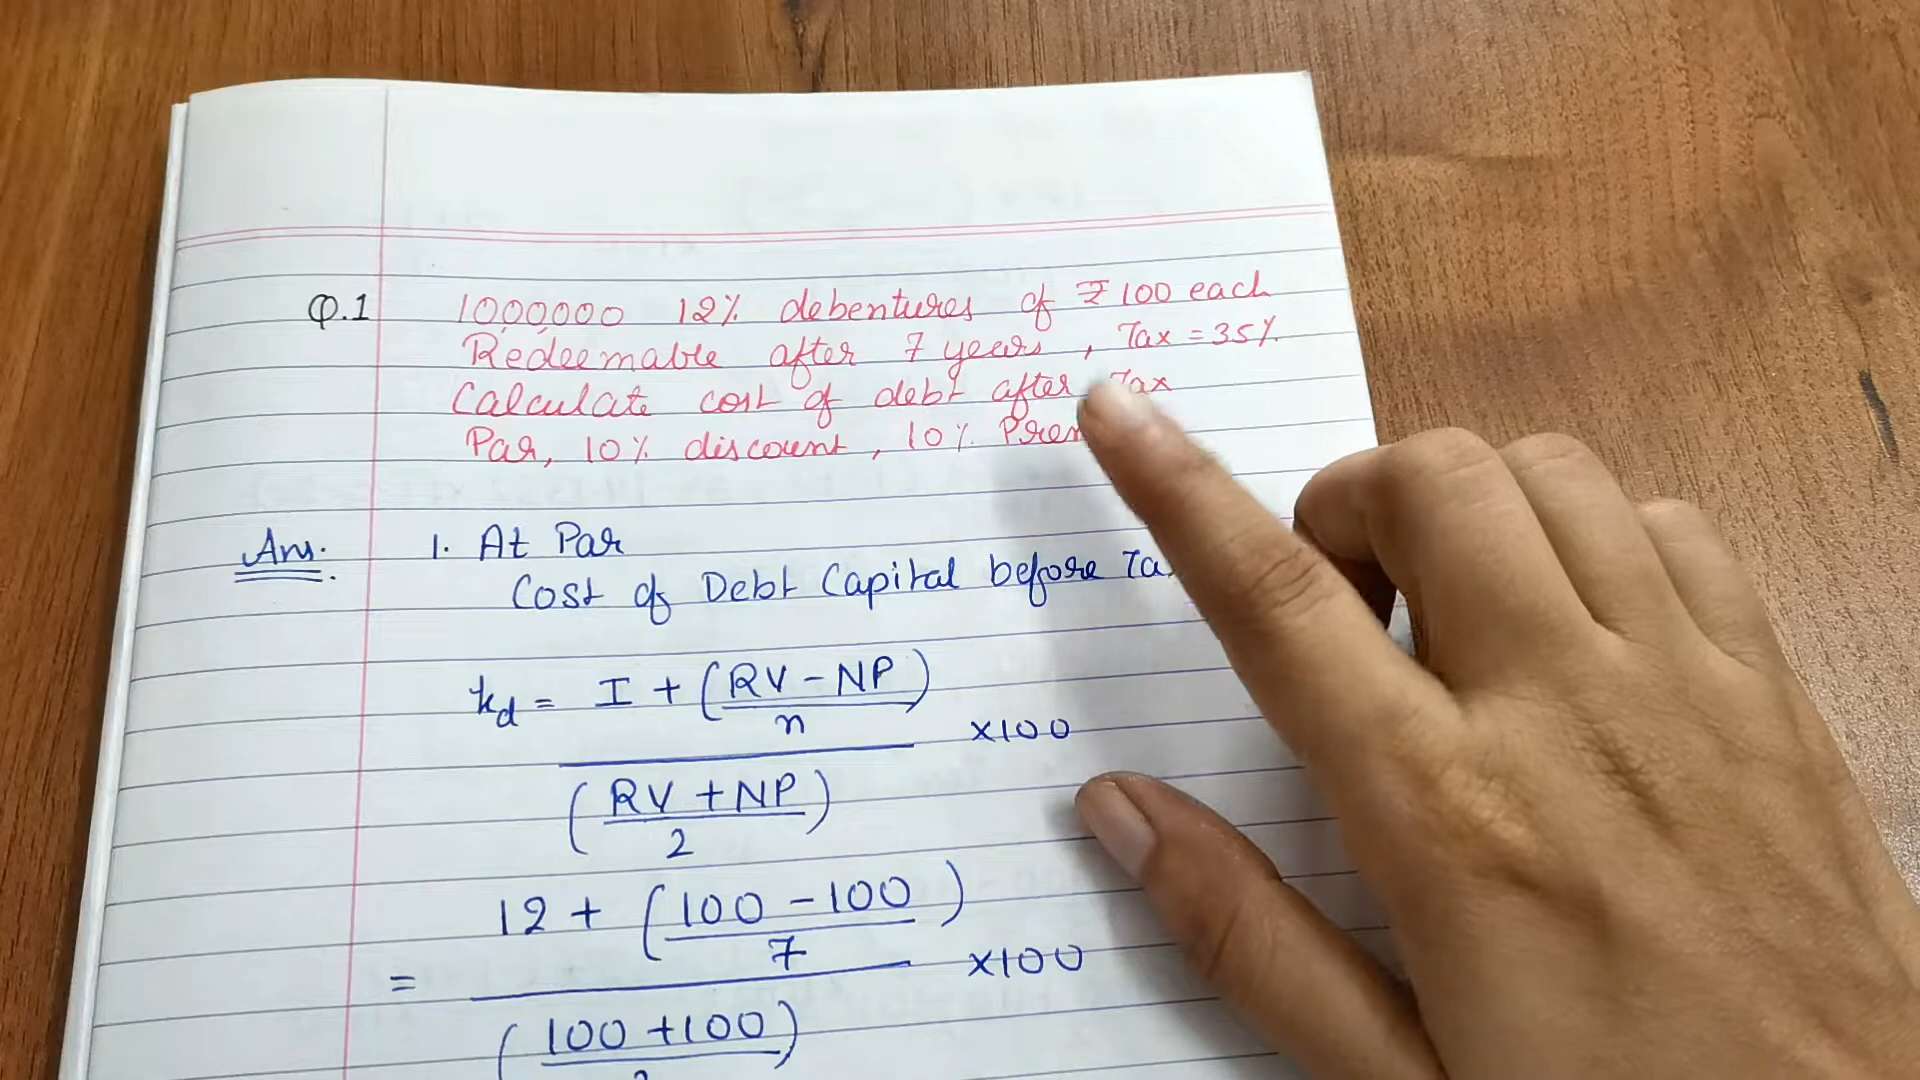 Q.1 1000000 12% debentures of ₹100 each
Redeemable after 7 years, Tax = 35%
Calculate cost of debt after Tax
Par, 10% discount, 10%
Ans. 1. At Par
Cost of Debt Capital before
kd = I + (RV - NP)
n
x100
(RV + NP)
2
12 + (100 - 100)
7
= x100
(100 + 100)